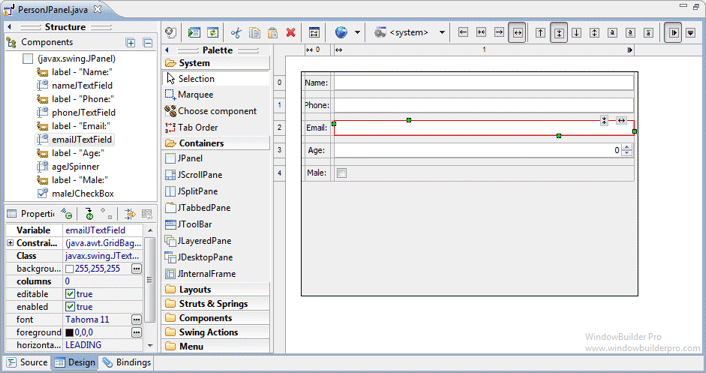 PersonJPanel.java
Structure
Components
(javax.swing.JPanel)
label - "Name:"
nameJTextField
label - "Phone:"
phoneJTextField
label - "Email:"
emailJTextField
label - "Age:"
ageJSpinner
label - "Male:"
maleJCheckBox
Properti
Variable emailJTextField
Constrai... (java.awt.GridBag...
Class javax.swing.JText...
backgrou... 255,255,255
columns 0
editable true
enabled true
font Tahoma 11
foreground 0,0,0
horizonta... LEADING
Palette
System
Selection
Marquee
Choose component
Tab Order
Containers
JPanel
JScrollPane
JSplitPane
JTabbedPane
JToolBar
JLayeredPane
JDesktopPane
JInternalFrame
Layouts
Struts & Springs
Components
Swing Actions
Menu
<system>
0 1
0 Name:
1 Phone:
2 Email:
3 Age: 0
4 Male:
WindowBuilder Pro
www.windowbuilderpro.com
Source Design Bindings